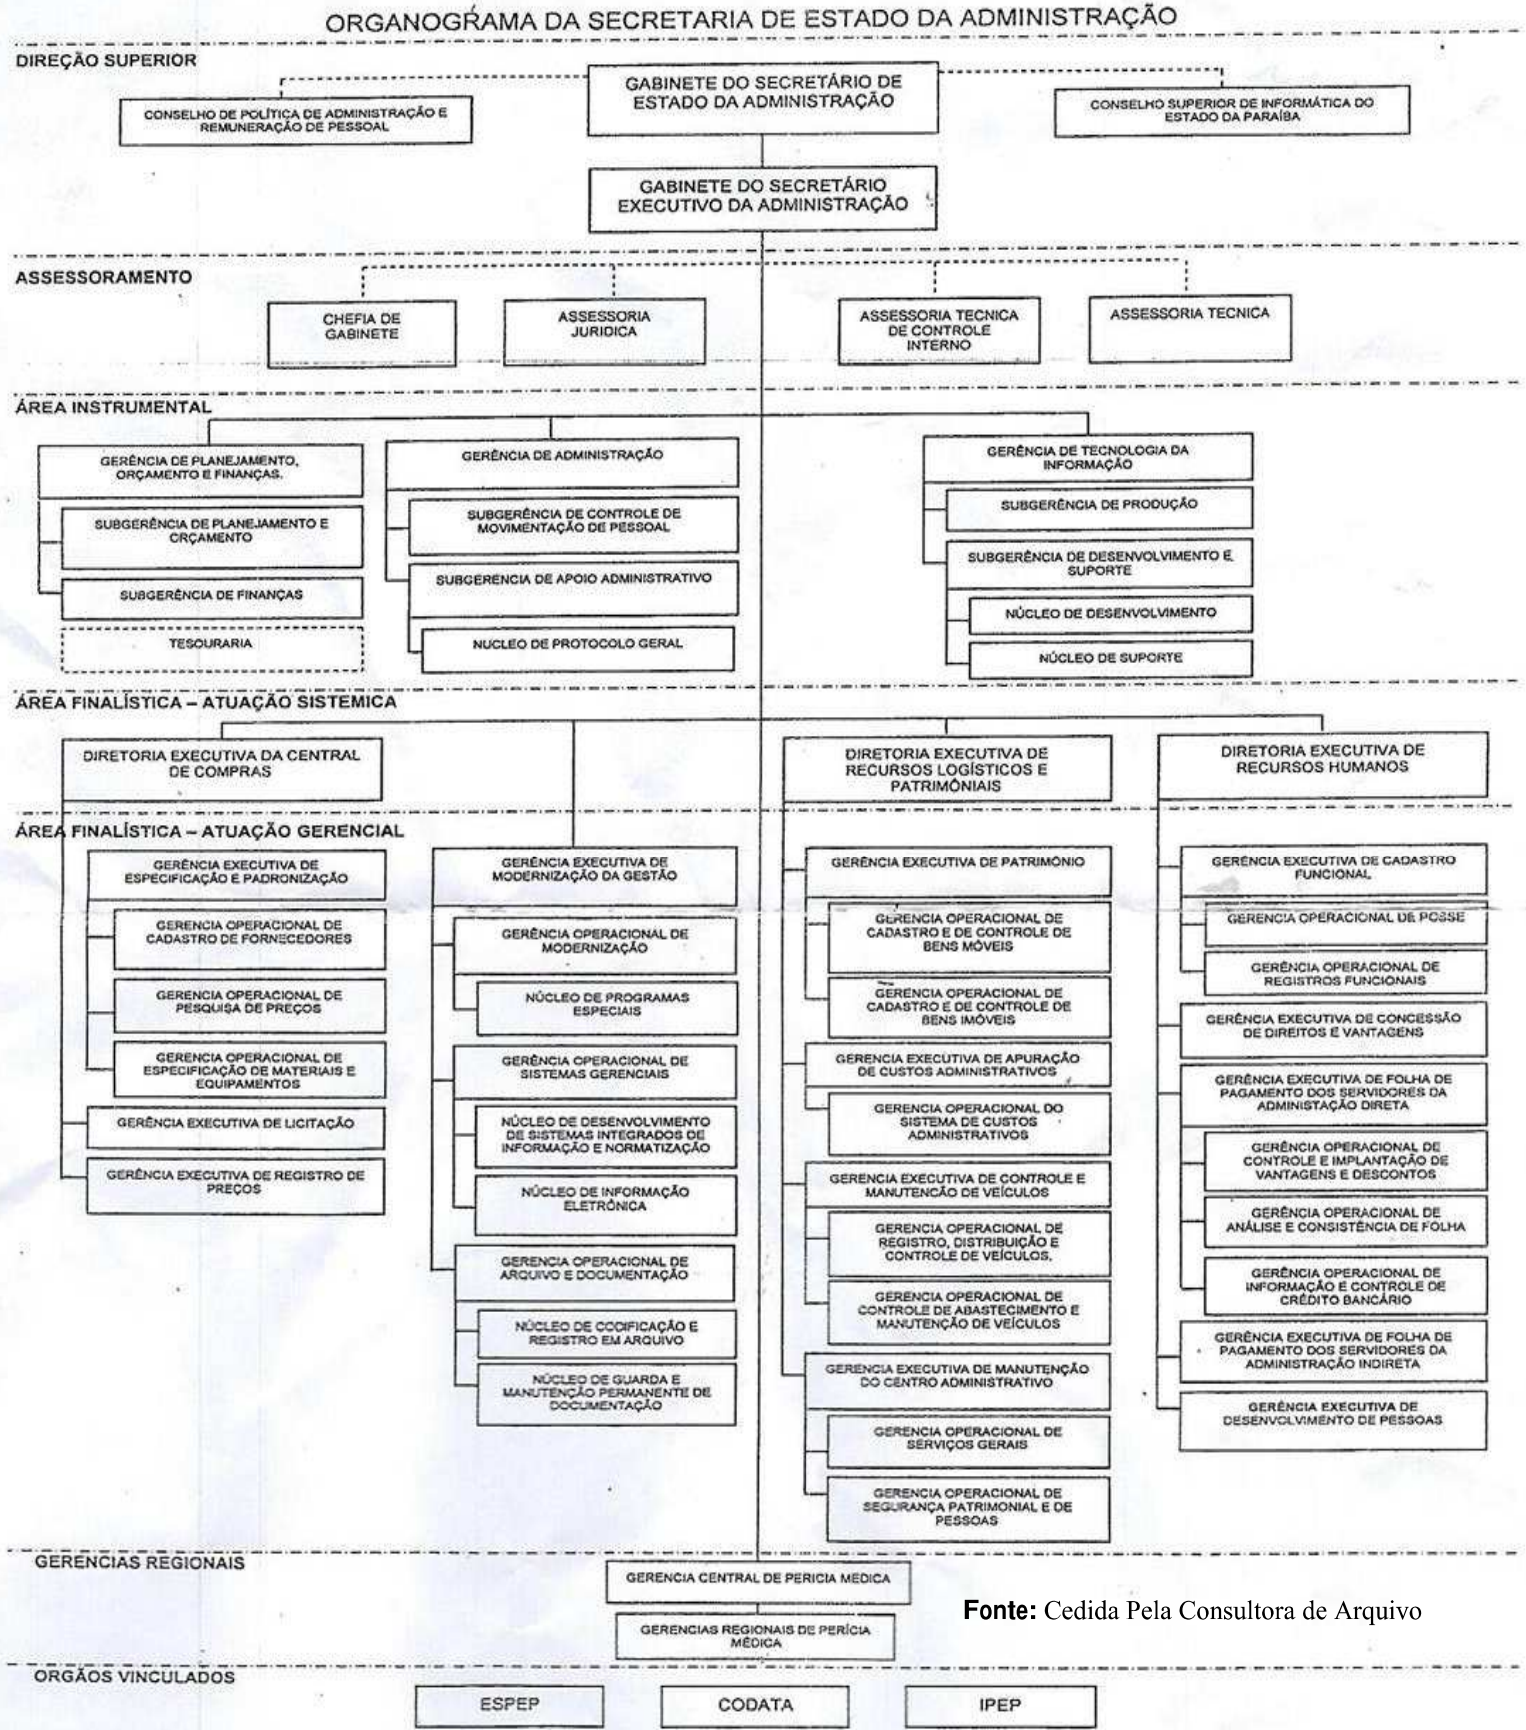 ORGANOGRAMA DA SECRETARIA DE ESTADO DA ADMINISTRAÇÃO
DIREÇÃO SUPERIOR
GABINETE DO SECRETÁRIO DE
ESTADO DA ADMINISTRAÇÃO
CONSELHO DE POLÍTICA DE ADMINISTRAÇÃO E
REMUNERAÇÃO DE PESSOAL
CONSELHO SUPERIOR DE INFORMÁTICA DO
ESTADO DA PARAÍBA
GABINETE DO SECRETÁRIO
EXECUTIVO DA ADMINISTRAÇÃO
ASSESSORAMENTO
CHEFIA DE
GABINETE
ASSESSORIA
JURIDICA
ASSESSORIA TECNICA
DE CONTROLE
INTERNO
ASSESSORIA TECNICA
ÁREA INSTRUMENTAL
GERÊNCIA DE PLANEJAMENTO,
ORÇAMENTO E FINANÇAS.
SUBGERÊNCIA DE PLANEJAMENTO E
CRÇAMENTO
SUBGERÊNCIA DE FINANÇAS
TESOURARIA
GERÊNCIA DE ADMINISTRAÇÃO
SUBGERÊNCIA DE CONTROLE DE
MOVIMENTAÇÃO DE PESSOAL
SUBGERENCIA DE APOIO ADMINISTRATIVO
NUCLEO DE PROTOCOLO GERAL
GERÊNCIA DE TECNOLOGIA DA
INFORMAÇÃO
SUBGERÊNCIA DE PRODUÇÃO
SUBGERÊNCIA DE DESENVOLVIMENTO E
SUPORTE
NÚCLEO DE DESENVOLVIMENTO
NÚCLEO DE SUPORTE
ÁREA FINALÍSTICA – ATUAÇÃO SISTEMICA
DIRETORIA EXECUTIVA DA CENTRAL
DE COMPRAS
DIRETORIA EXECUTIVA DE
RECURSOS LOGÍSTICOS E
PATRIMÔNIAIS
DIRETORIA EXECUTIVA DE
RECURSOS HUMANOS
ÁREA FINALÍSTICA – ATUAÇÃO GERENCIAL
GERÊNCIA EXECUTIVA DE
ESPECIFICAÇÃO E PADRONIZAÇÃO
GERENCIA OPERACIONAL DE
CADASTRO DE FORNECEDORES
GERENCIA OPERACIONAL DE
PESQUISA DE PREÇOS
GERENCIA OPERACIONAL DE
ESPECIFICAÇÃO DE MATERIAIS E
EQUIPAMENTOS
GERÊNCIA EXECUTIVA DE LICITAÇÃO
GERÊNCIA EXECUTIVA DE REGISTRO DE
PREÇOS
GERÊNCIA EXECUTIVA DE
MODERNIZAÇÃO DA GESTÃO
GERÊNCIA OPERACIONAL DE
MODERNIZAÇÃO
NÚCLEO DE PROGRAMAS
ESPECIAIS
GERÊNCIA OPERACIONAL DE
SISTEMAS GERENCIAIS
NÚCLEO DE DESENVOLVIMENTO
DE SISTEMAS INTEGRADOS DE
INFORMAÇÃO E NORMATIZAÇÃO
NÚCLEO DE INFORMAÇÃO
ELETRÔNICA
GERENCIA OPERACIONAL DE
ARQUIVO E DOCUMENTAÇÃO
NÚCLEO DE CODIFICAÇÃO E
REGISTRO EM ARQUIVO
NÚCLEO DE GUARDA E
MANUTENÇÃO PERMANENTE DE
DOCUMENTAÇÃO
GERÊNCIA EXECUTIVA DE PATRIMÔNIO
GERENCIA OPERACIONAL DE
CADASTRO E DE CONTROLE DE
BENS MÓVEIS
GERENCIA OPERACIONAL DE
CADASTRO E DE CONTROLE DE
BENS IMÓVEIS
GERENCIA EXECUTIVA DE APURAÇÃO
DE CUSTOS ADMINISTRATIVOS
GERÊNCIA OPERACIONAL DO
SISTEMA DE CUSTOS
ADMINISTRATIVOS
GERENCIA EXECUTIVA DE CONTROLE E
MANUTENCÃO DE VEÍCULOS
GERENCIA OPERACIONAL DE
REGISTRO, DISTRIBUIÇÃO E
CONTROLE DE VEÍCULOS.
GERENCIA OPERACIONAL DE
CONTROLE DE ABASTECIMENTO E
MANUTENÇÃO DE VEÍCULOS
GERENCIA EXECUTIVA DE MANUTENÇÃO
DO CENTRO ADMINISTRATIVO
GERENCIA OPERACIONAL DE
SERVIÇOS GERAIS
GERENCIA OPERACIONAL DE
SEGURANÇA PATRIMONIAL E DE
PESSOAS
GERÊNCIA EXECUTIVA DE CADASTRO
FUNCIONAL
GERENCIA OPERACIONAL DE POSSE
GERÊNCIA OPERACIONAL DE
REGISTROS FUNCIONAIS
GERÊNCIA EXECUTIVA DE CONCESSÃO
DE DIREITOS E VANTAGENS
GERÊNCIA EXECUTIVA DE FOLHA DE
PAGAMENTO DOS SERVIDORES DA
ADMINISTAÇÃO DIRETA
GERÊNCIA OPERACIONAL DE
CONTROLE E IMPLANTAÇÃO DE
VANTAGENS E DESCONTOS
GERÊNCIA OPERACIONAL DE
ANÁLISE E CONSISTÊNCIA DE FOLHA
GERÊNCIA OPERACIONAL DE
INFORMAÇÃO E CONTROLE DE
CRÉDITO BANCÁRIO
GERÊNCIA EXECUTIVA DE FOLHA DE
PAGAMENTO DOS SERVIDORES DA
ADMINISTRAÇÃO INDIRETA
GERÊNCIA EXECUTIVA DE
DESENVOLVIMENTO DE PESSOAS
GERENCIAS REGIONAIS
GERENCIA CENTRAL DE PERICIA MEDICA
GERENCIAS REGIONAIS DE PERÍCIA
MÉDICA
Fonte: Cedida Pela Consultora de Arquivo
ORGÃOS VINCULADOS
ESPEP
CODATA
IPEP